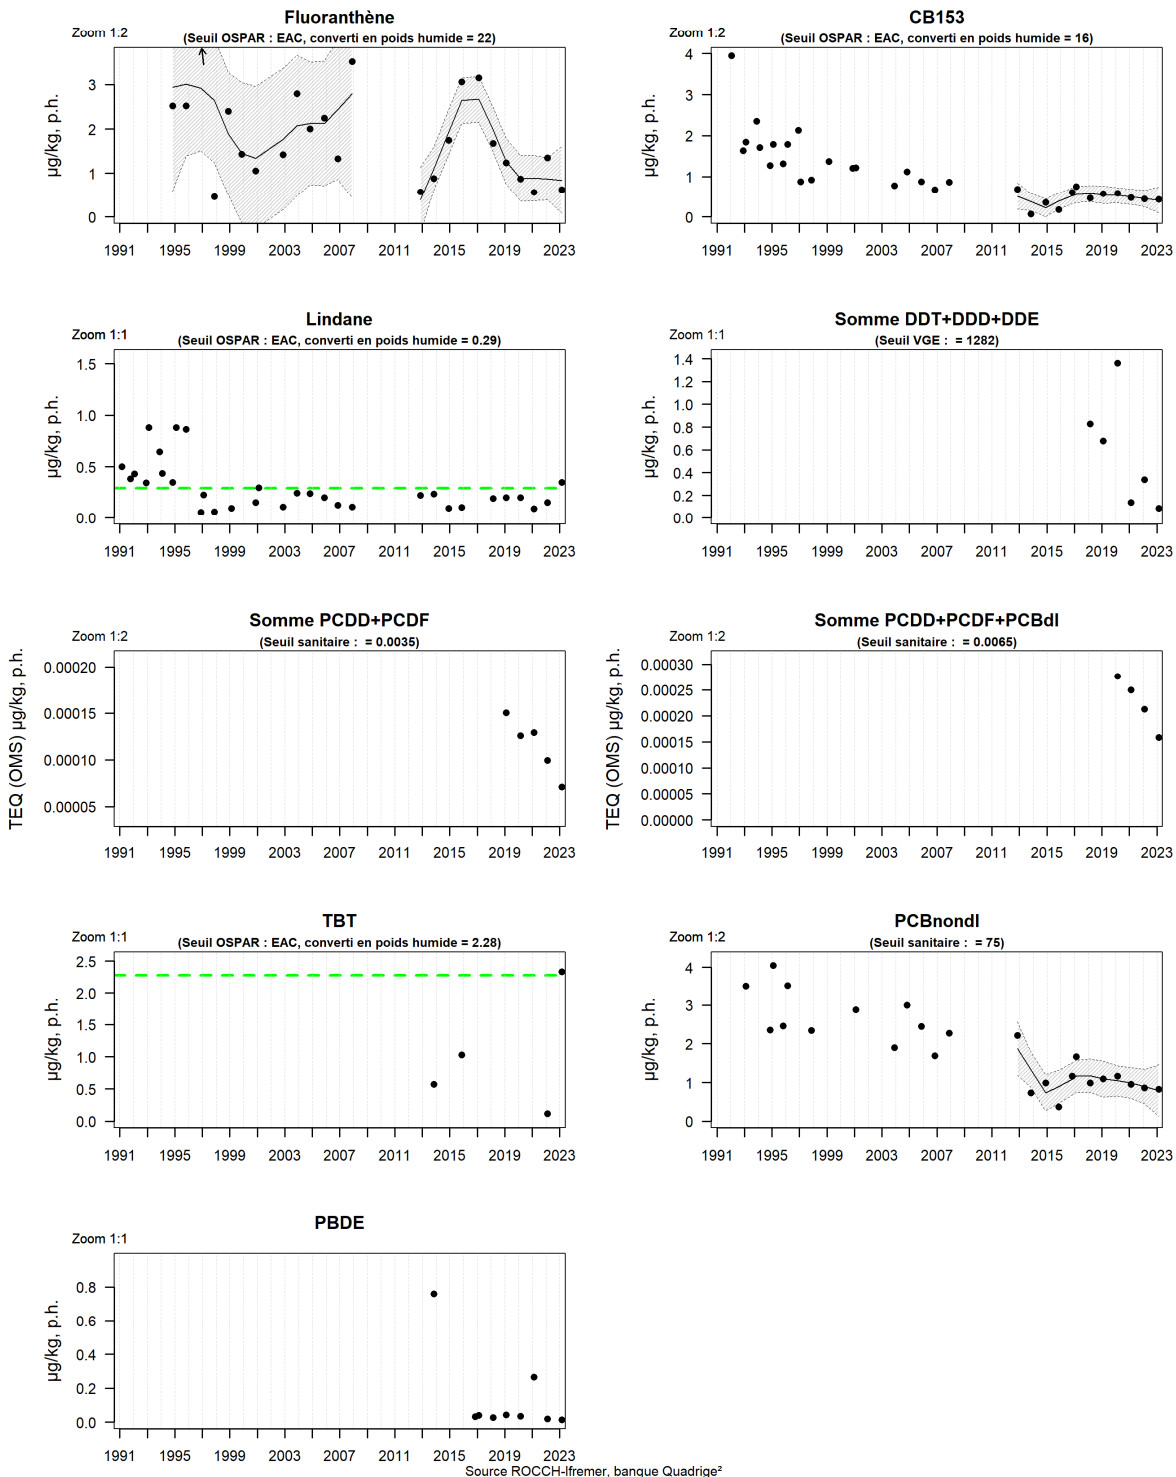 Fluoranthène
Zoom 1:2
(Seuil OSPAR : EAC, converti en poids humide = 22)
µg/kg, p.h.
3
2
1
0
1991 1995 1999 2003 2007 2011 2015 2019 2023
CB153
Zoom 1:2
(Seuil OSPAR : EAC, converti en poids humide = 16)
µg/kg, p.h.
4
3
2
1
0
1991 1995 1999 2003 2007 2011 2015 2019 2023
Lindane
Zoom 1:1
(Seuil OSPAR : EAC, converti en poids humide = 0.29)
µg/kg, p.h.
1.5
1.0
0.5
0.0
1991 1995 1999 2003 2007 2011 2015 2019 2023
Somme DDT+DDD+DDE
Zoom 1:1
(Seuil VGE :  = 1282)
µg/kg, p.h.
1.4
1.2
1.0
0.8
0.6
0.4
0.2
0.0
1991 1995 1999 2003 2007 2011 2015 2019 2023
Somme PCDD+PCDF
Zoom 1:2
(Seuil sanitaire :  = 0.0035)
TEQ (OMS) µg/kg, p.h.
0.00020
0.00015
0.00010
0.00005
1991 1995 1999 2003 2007 2011 2015 2019 2023
Somme PCDD+PCDF+PCBdl
Zoom 1:2
(Seuil sanitaire :  = 0.0065)
TEQ (OMS) µg/kg, p.h.
0.00030
0.00025
0.00020
0.00015
0.00010
0.00005
0.00000
1991 1995 1999 2003 2007 2011 2015 2019 2023
TBT
Zoom 1:1
(Seuil OSPAR : EAC, converti en poids humide = 2.28)
µg/kg, p.h.
2.5
2.0
1.5
1.0
0.5
0.0
1991 1995 1999 2003 2007 2011 2015 2019 2023
PCBnondl
Zoom 1:2
(Seuil sanitaire :  = 75)
µg/kg, p.h.
4
3
2
1
0
1991 1995 1999 2003 2007 2011 2015 2019 2023
PBDE
Zoom 1:1
µg/kg, p.h.
0.8
0.6
0.4
0.2
0.0
1991 1995 1999 2003 2007 2011 2015 2019 2023
Source ROCCH-Ifremer, banque Quadrige²